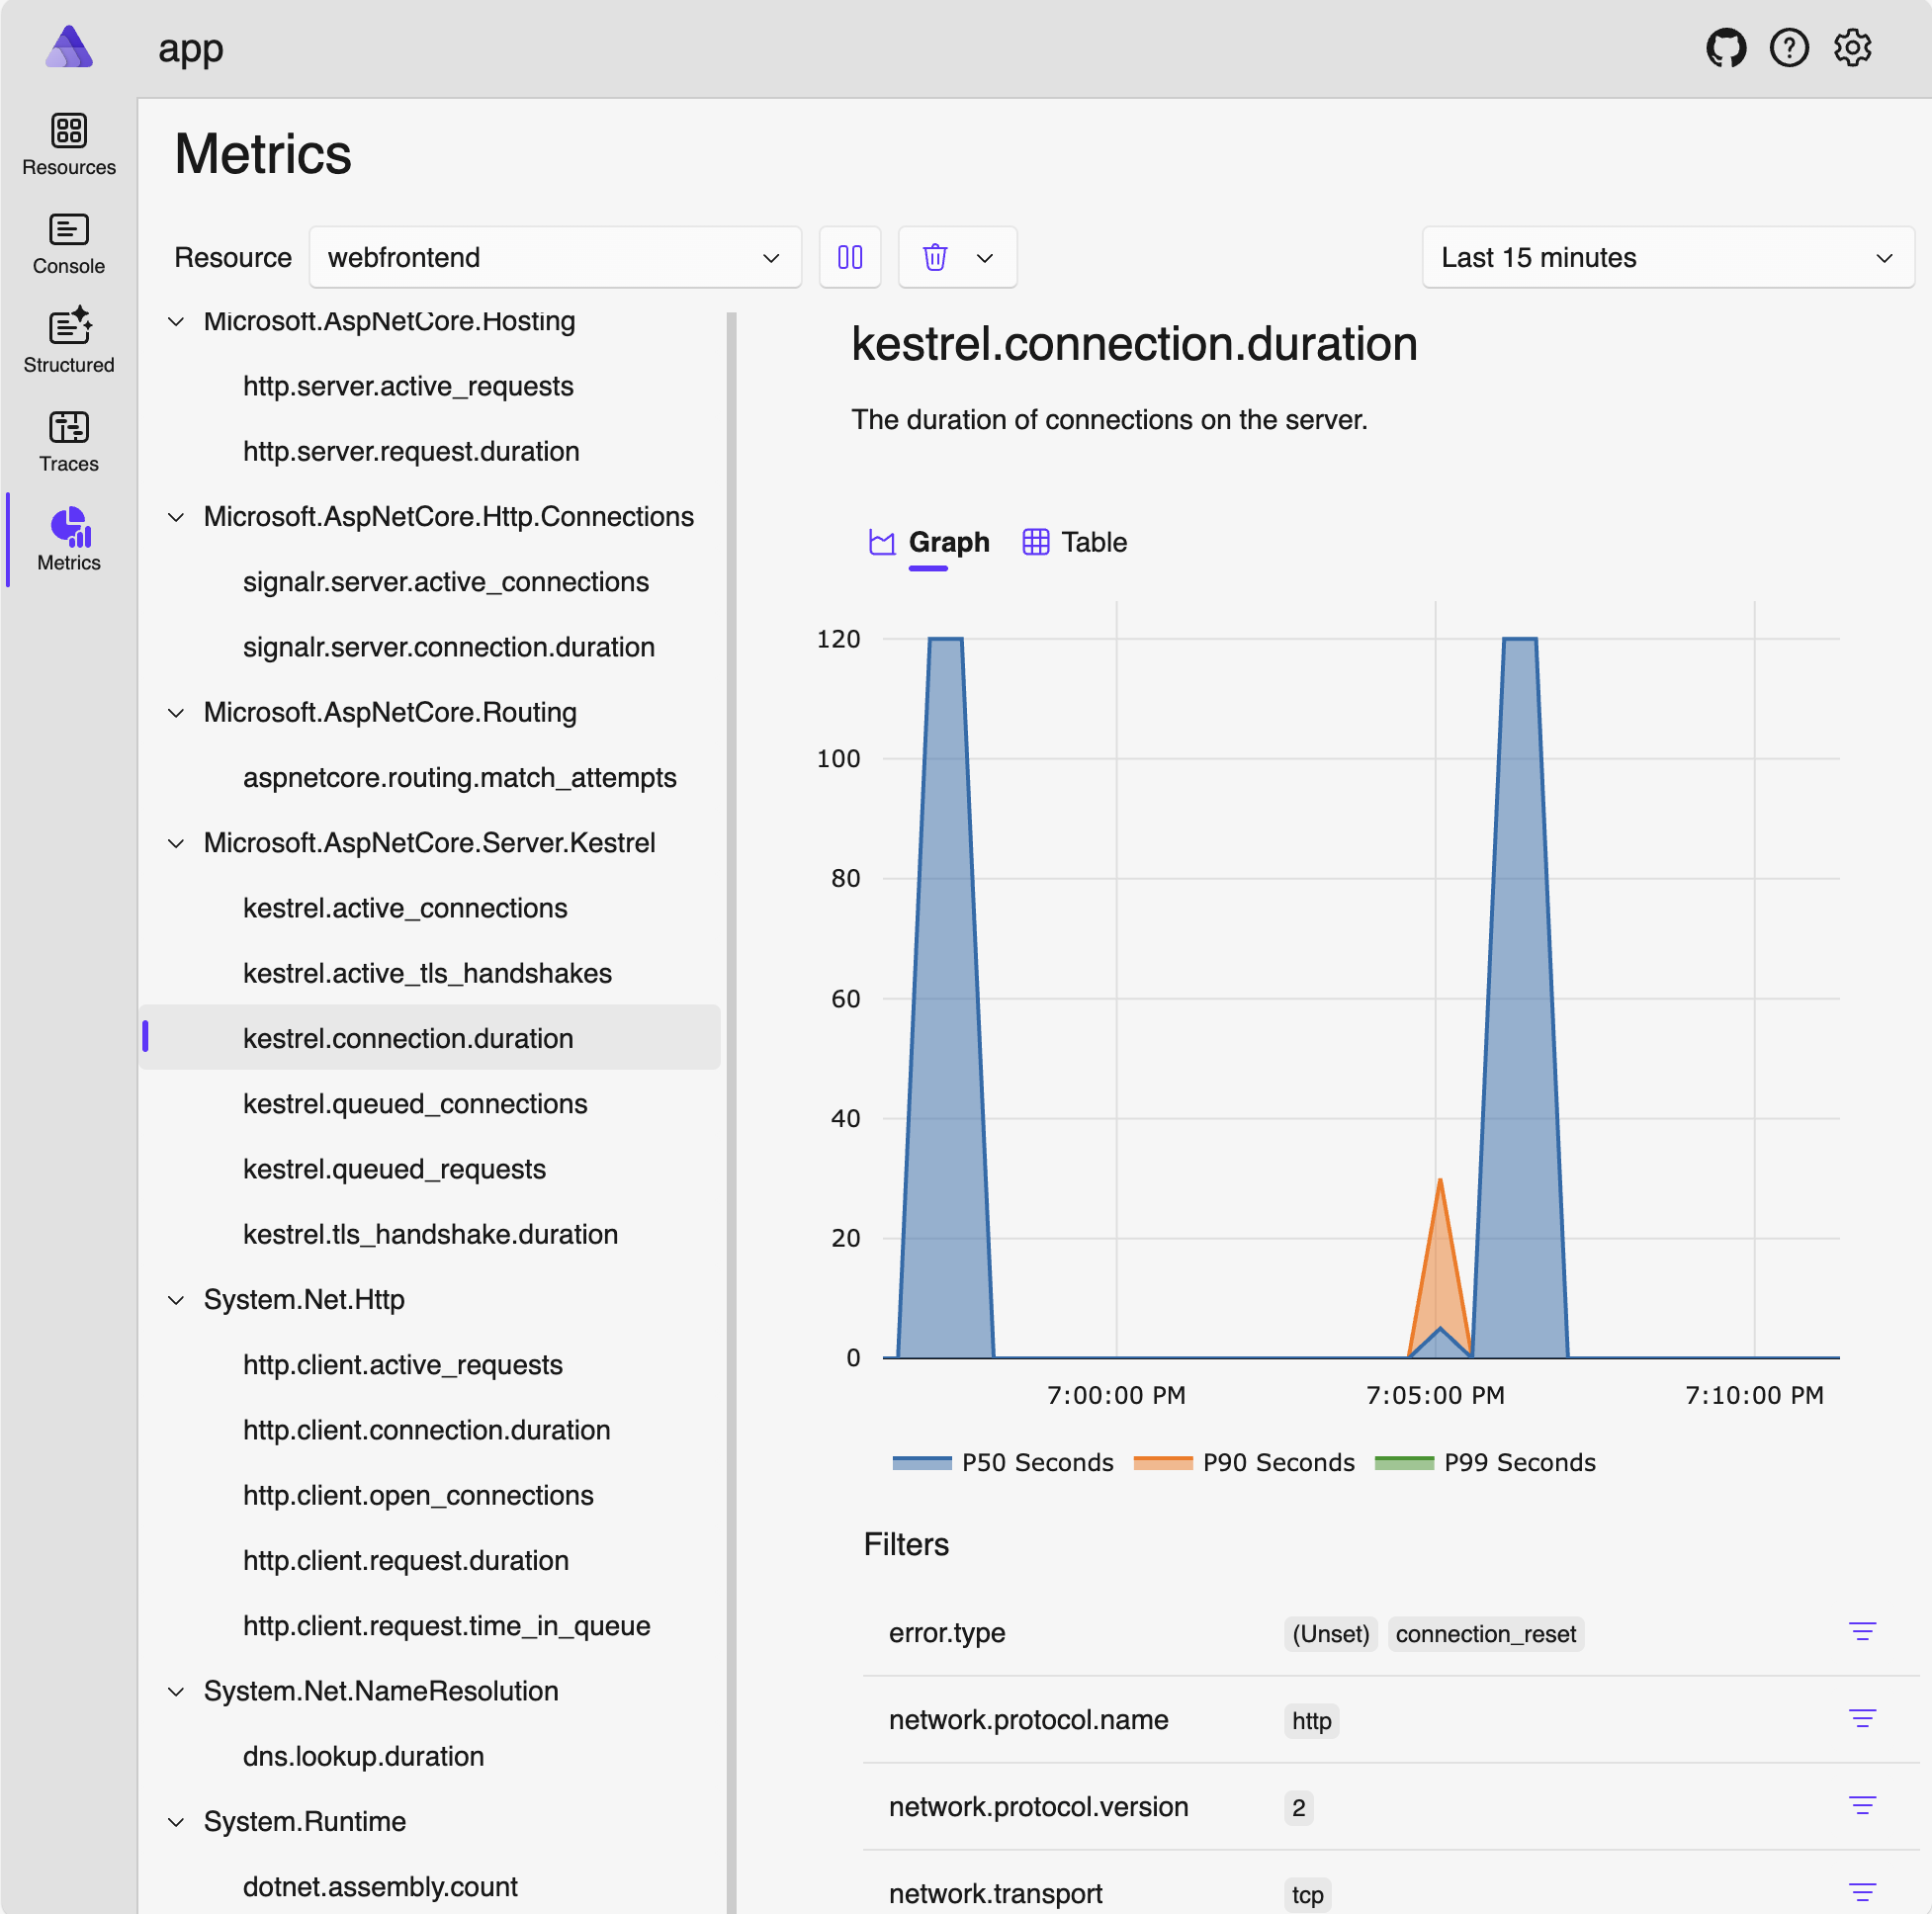 app
Resources
Console
Structured
Traces
Metrics
Metrics
Resource webfrontend Last 15 minutes
Microsoft.AspNetCore.Hosting
http.server.active_requests
http.server.request.duration
Microsoft.AspNetCore.Http.Connections
signalr.server.active_connections
signalr.server.connection.duration
Microsoft.AspNetCore.Routing
aspnetcore.routing.match_attempts
Microsoft.AspNetCore.Server.Kestrel
kestrel.active_connections
kestrel.active_tls_handshakes
kestrel.connection.duration
kestrel.queued_connections
kestrel.queued_requests
kestrel.tls_handshake.duration
System.Net.Http
http.client.active_requests
http.client.connection.duration
http.client.open_connections
http.client.request.duration
http.client.request.time_in_queue
System.Net.NameResolution
dns.lookup.duration
System.Runtime
dotnet.assembly.count
kestrel.connection.duration
The duration of connections on the server.
Graph Table
120
100
80
60
40
20
0
7:00:00 PM 7:05:00 PM 7:10:00 PM
P50 Seconds P90 Seconds P99 Seconds
Filters
error.type (Unset) connection_reset
network.protocol.name http
network.protocol.version 2
network.transport tcp